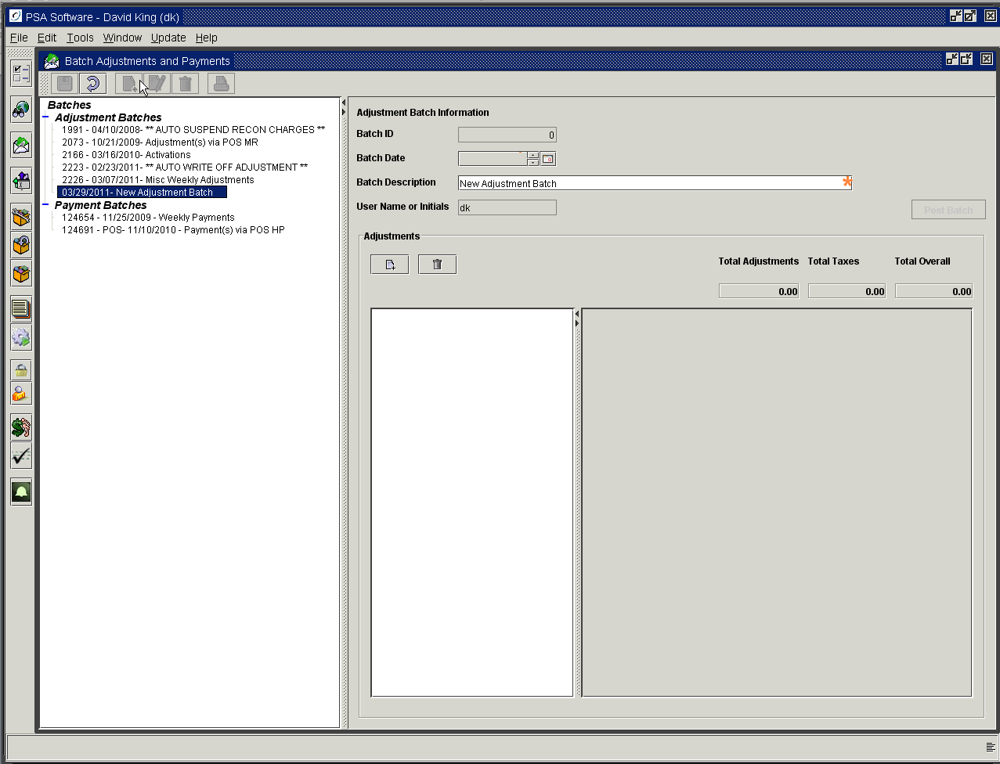 PSA Software - David King (dk)
File Edit Tools Window Update Help
Batch Adjustments and Payments
Batches
Adjustment Batches
1991 - 04/10/2008- ** AUTO SUSPEND RECON CHARGES **
2073 - 10/21/2009- Adjustment(s) via POS MR
2166 - 03/16/2010- Activations
2223 - 02/23/2011- ** AUTO WRITE OFF ADJUSTMENT **
2226 - 03/07/2011- Misc Weekly Adjustments
03/29/2011- New Adjustment Batch
Payment Batches
124654 - 11/25/2009 - Weekly Payments
124691 - POS- 11/10/2010 - Payment(s) via POS HP
Adjustment Batch Information
Batch ID 0
Batch Date
Batch Description New Adjustment Batch
User Name or Initials dk
Post Batch
Adjustments
Total Adjustments Total Taxes Total Overall
0.00 0.00 0.00